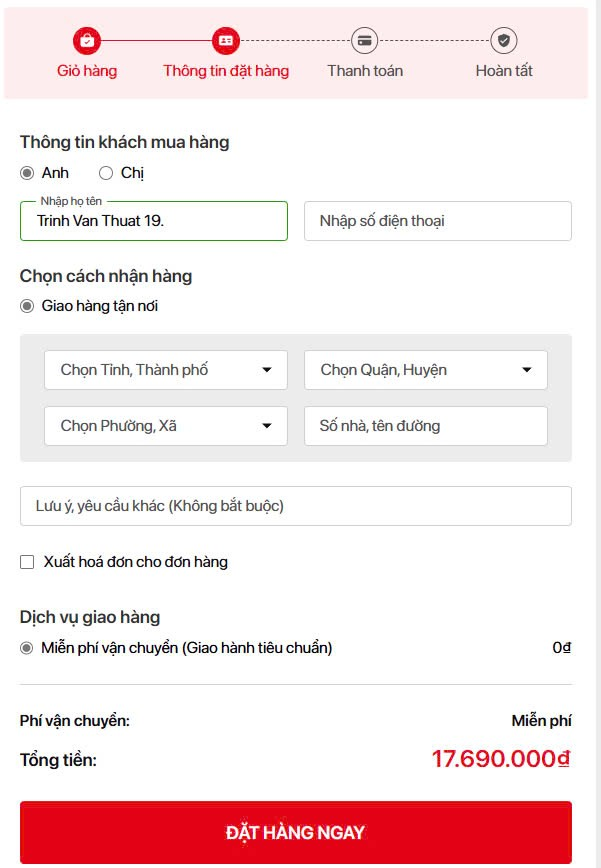 Giỏ hàng Thông tin đặt hàng Thanh toán Hoàn tất
Thông tin khách mua hàng
Anh Chị
Nhập họ tên
Trinh Van Thuat 19. Nhập số điện thoại
Chọn cách nhận hàng
Giao hàng tận nơi
Chọn Tỉnh, Thành phố Chọn Quận, Huyện
Chọn Phường, Xã Số nhà, tên đường
Lưu ý, yêu cầu khác (Không bắt buộc)
Xuất hoá đơn cho đơn hàng
Dịch vụ giao hàng
Miễn phí vận chuyển (Giao hành tiêu chuẩn) 0₫
Phí vận chuyển: Miễn phí
Tổng tiền: 17.690.000₫
ĐẶT HÀNG NGAY